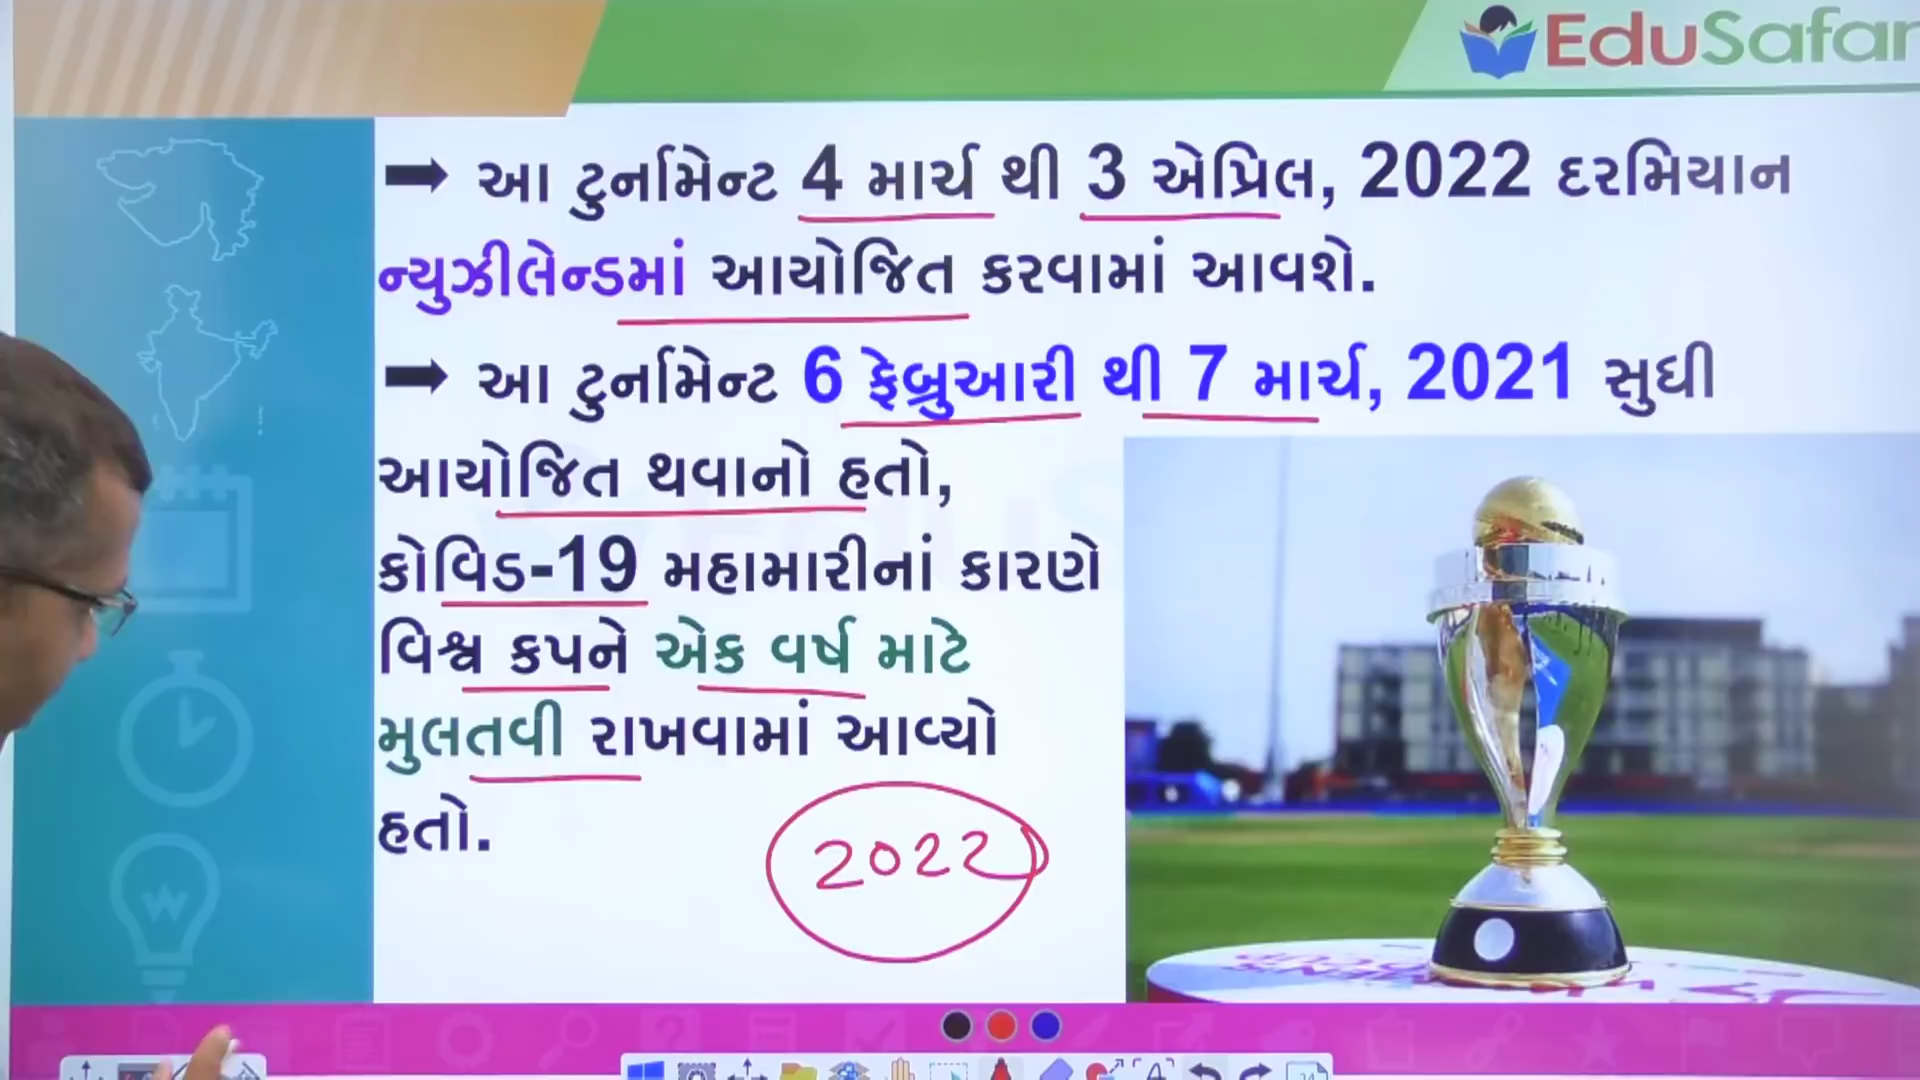 EduSafar
➡ આ ટુર્નામેન્ટ 4 માર્ચ થી 3 એપ્રિલ, 2022 દરમિયાન
ન્યુઝીલેન્ડમાં આયોજિત કરવામાં આવશે.
➡ આ ટુર્નામેન્ટ 6 ફેબ્રુઆરી થી 7 માર્ચ, 2021 સુધી
આયોજિત થવાનો હતો,
કોવિડ-19 મહામારીનાં કારણે
વિશ્વ કપને એક વર્ષ માટે
મુલતવી રાખવામાં આવ્યો
હતો.
2022